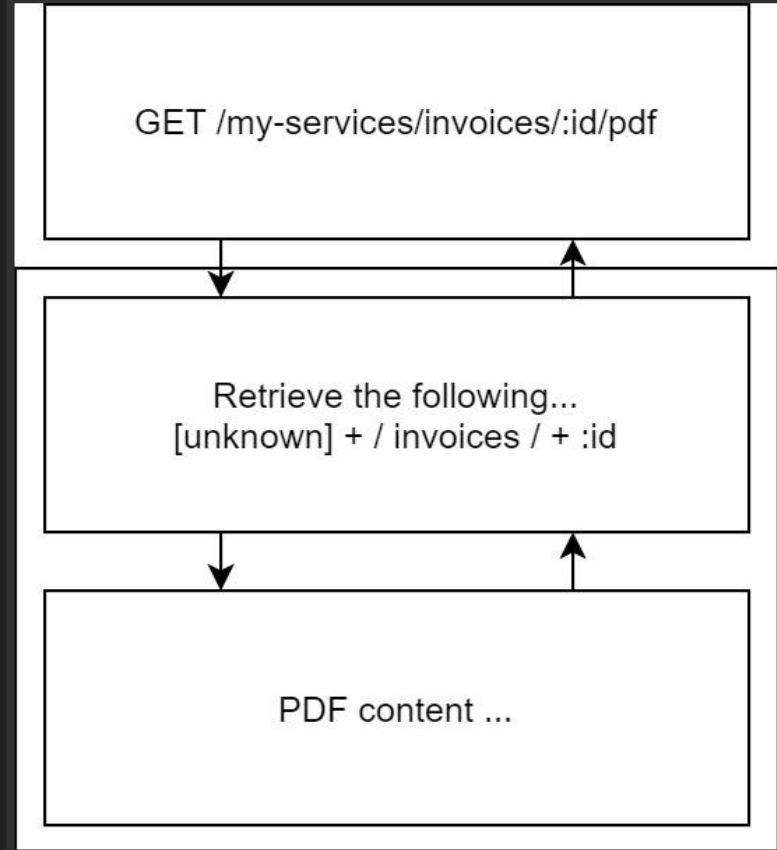 GET /my-services/invoices/:id/pdf
Retrieve the following...
[unknown] + / invoices / + :id
PDF content ...